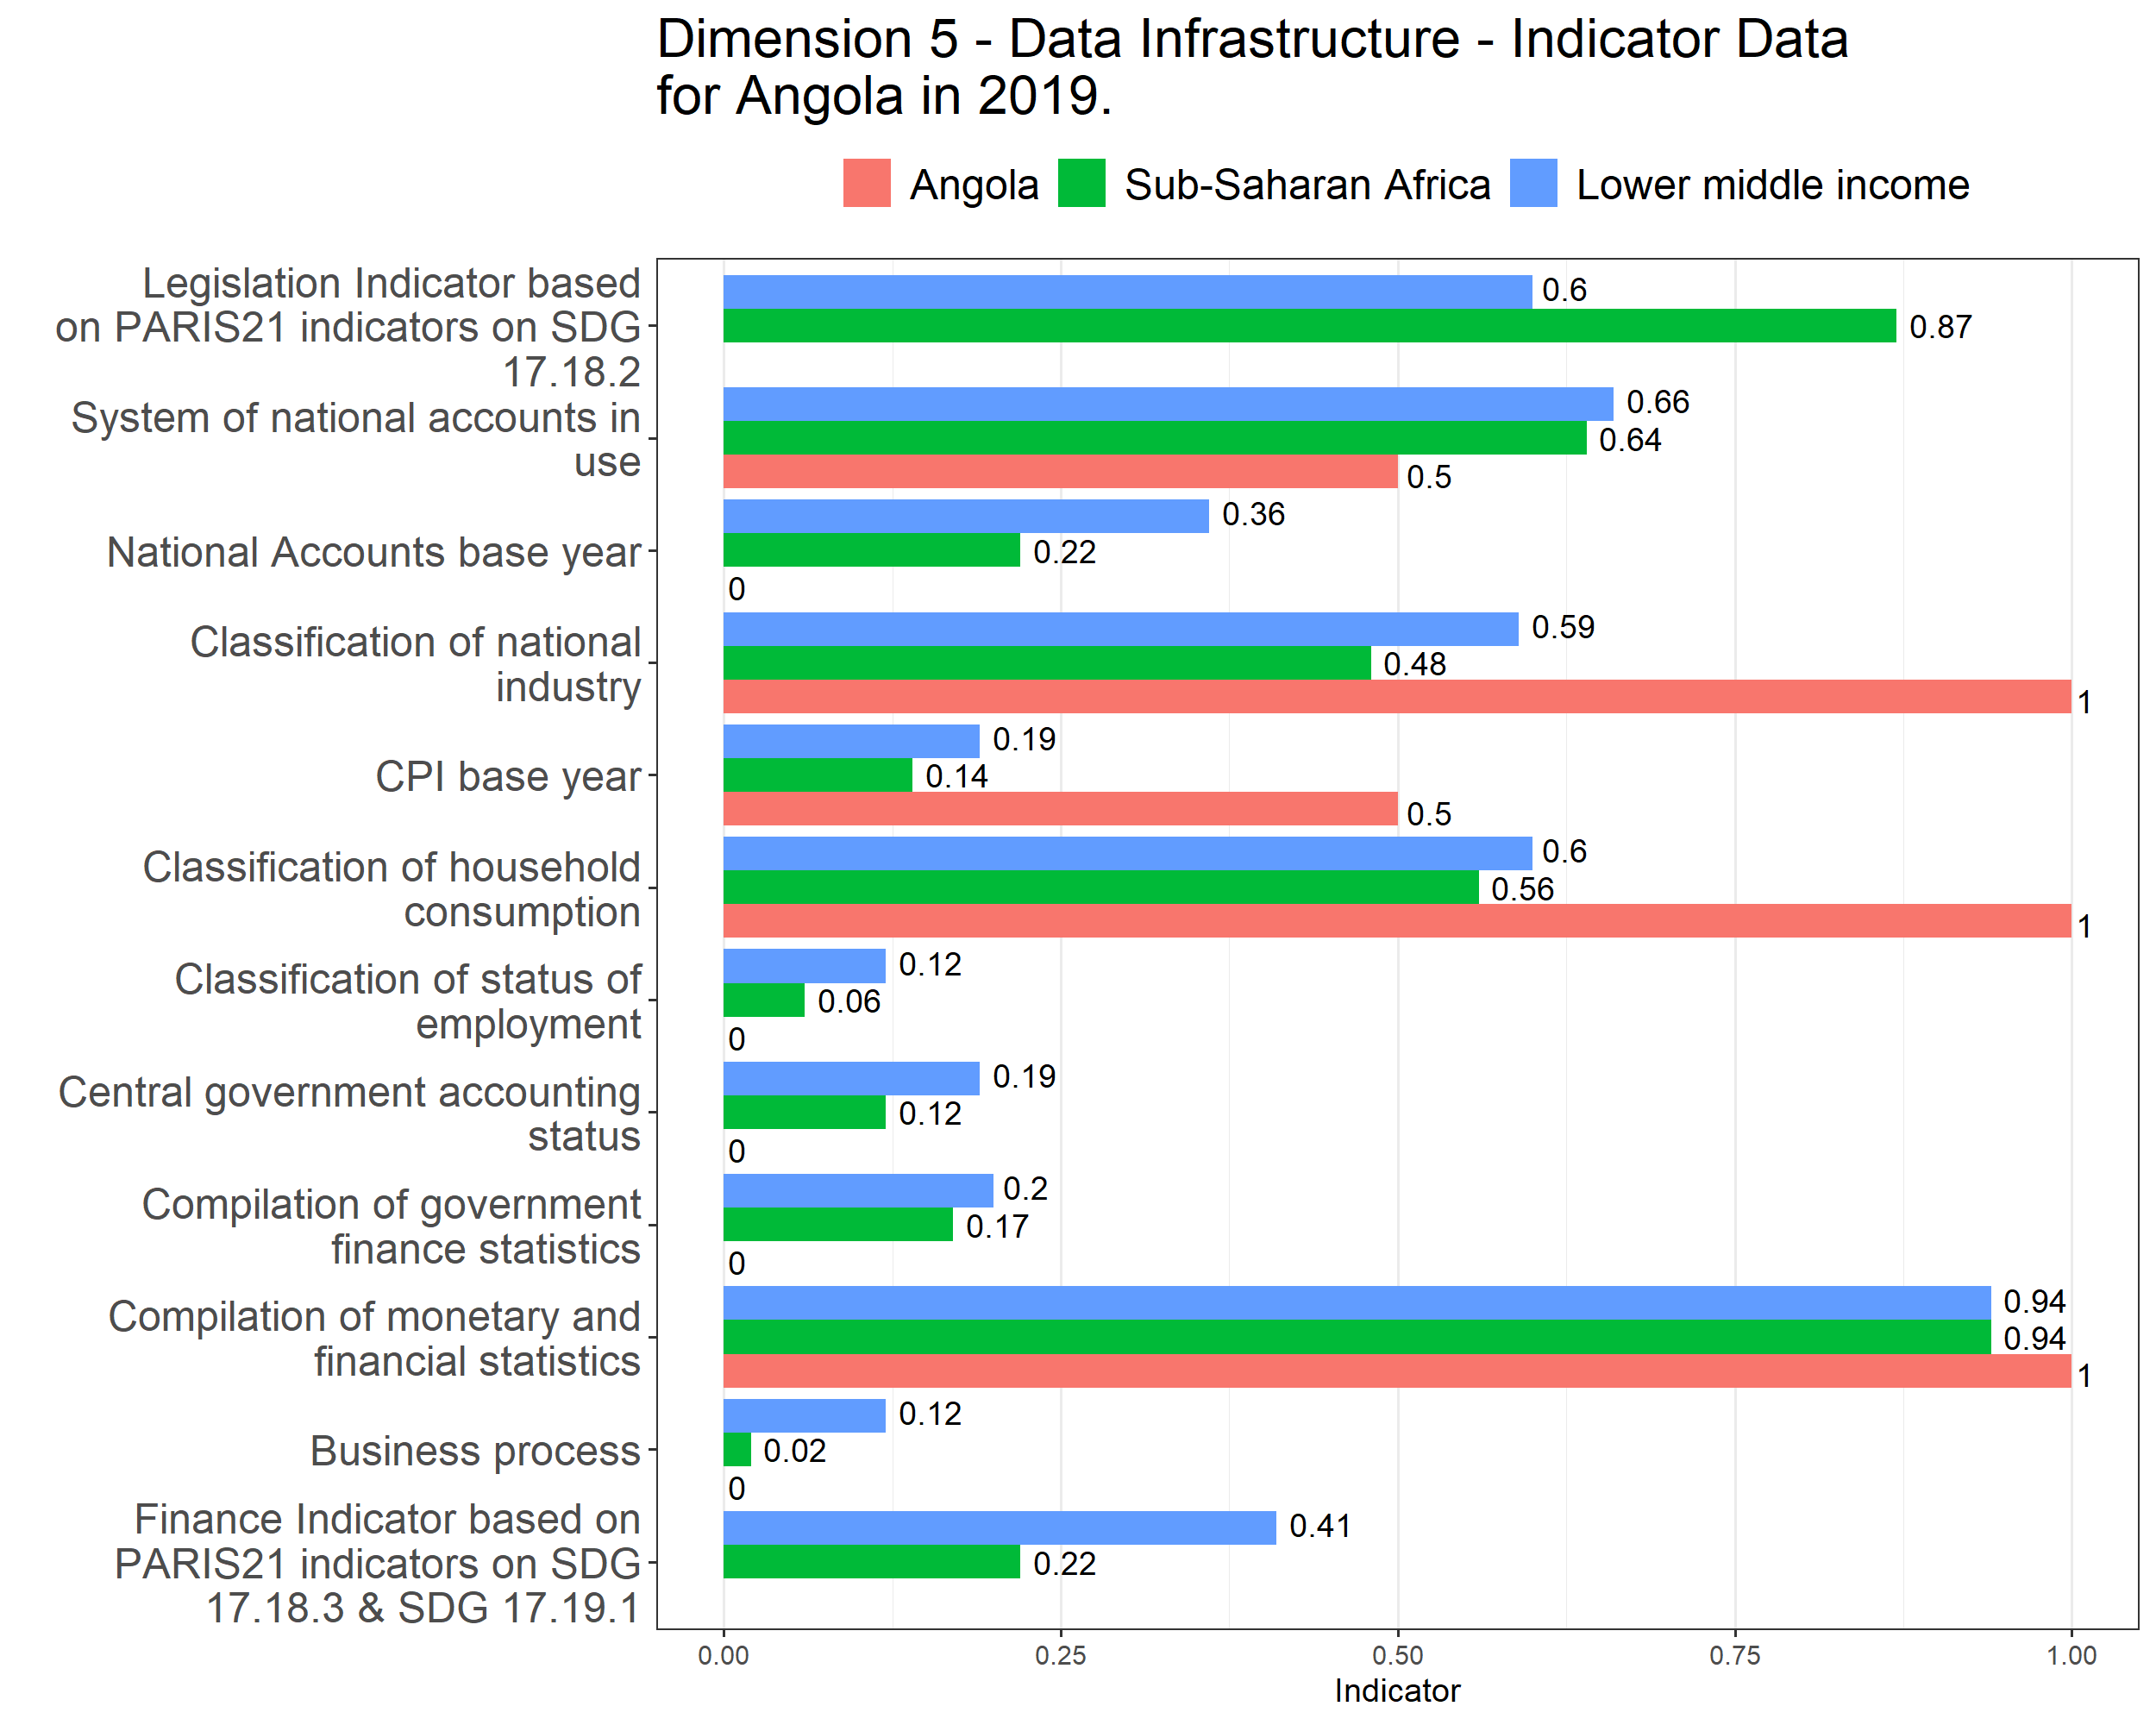 Dimension 5 - Data Infrastructure - Indicator Data
for Angola in 2019.
Angola
Sub-Saharan Africa
Lower middle income
Legislation Indicator based
on PARIS21 indicators on SDG
17.18.2
0.6
0.87
System of national accounts in
use
0.66
0.64
0.5
National Accounts base year
0.36
0.22
0
Classification of national
industry
0.59
0.48
1
CPI base year
0.19
0.14
0.5
Classification of household
consumption
0.6
0.56
1
Classification of status of
employment
0.12
0.06
0
Central government accounting
status
0.19
0.12
0
Compilation of government
finance statistics
0.2
0.17
0
Compilation of monetary and
financial statistics
0.94
0.94
1
Business process
0.12
0.02
0
Finance Indicator based on
PARIS21 indicators on SDG
17.18.3 & SDG 17.19.1
0.41
0.22
0.00
0.25
0.50
0.75
1.00
Indicator